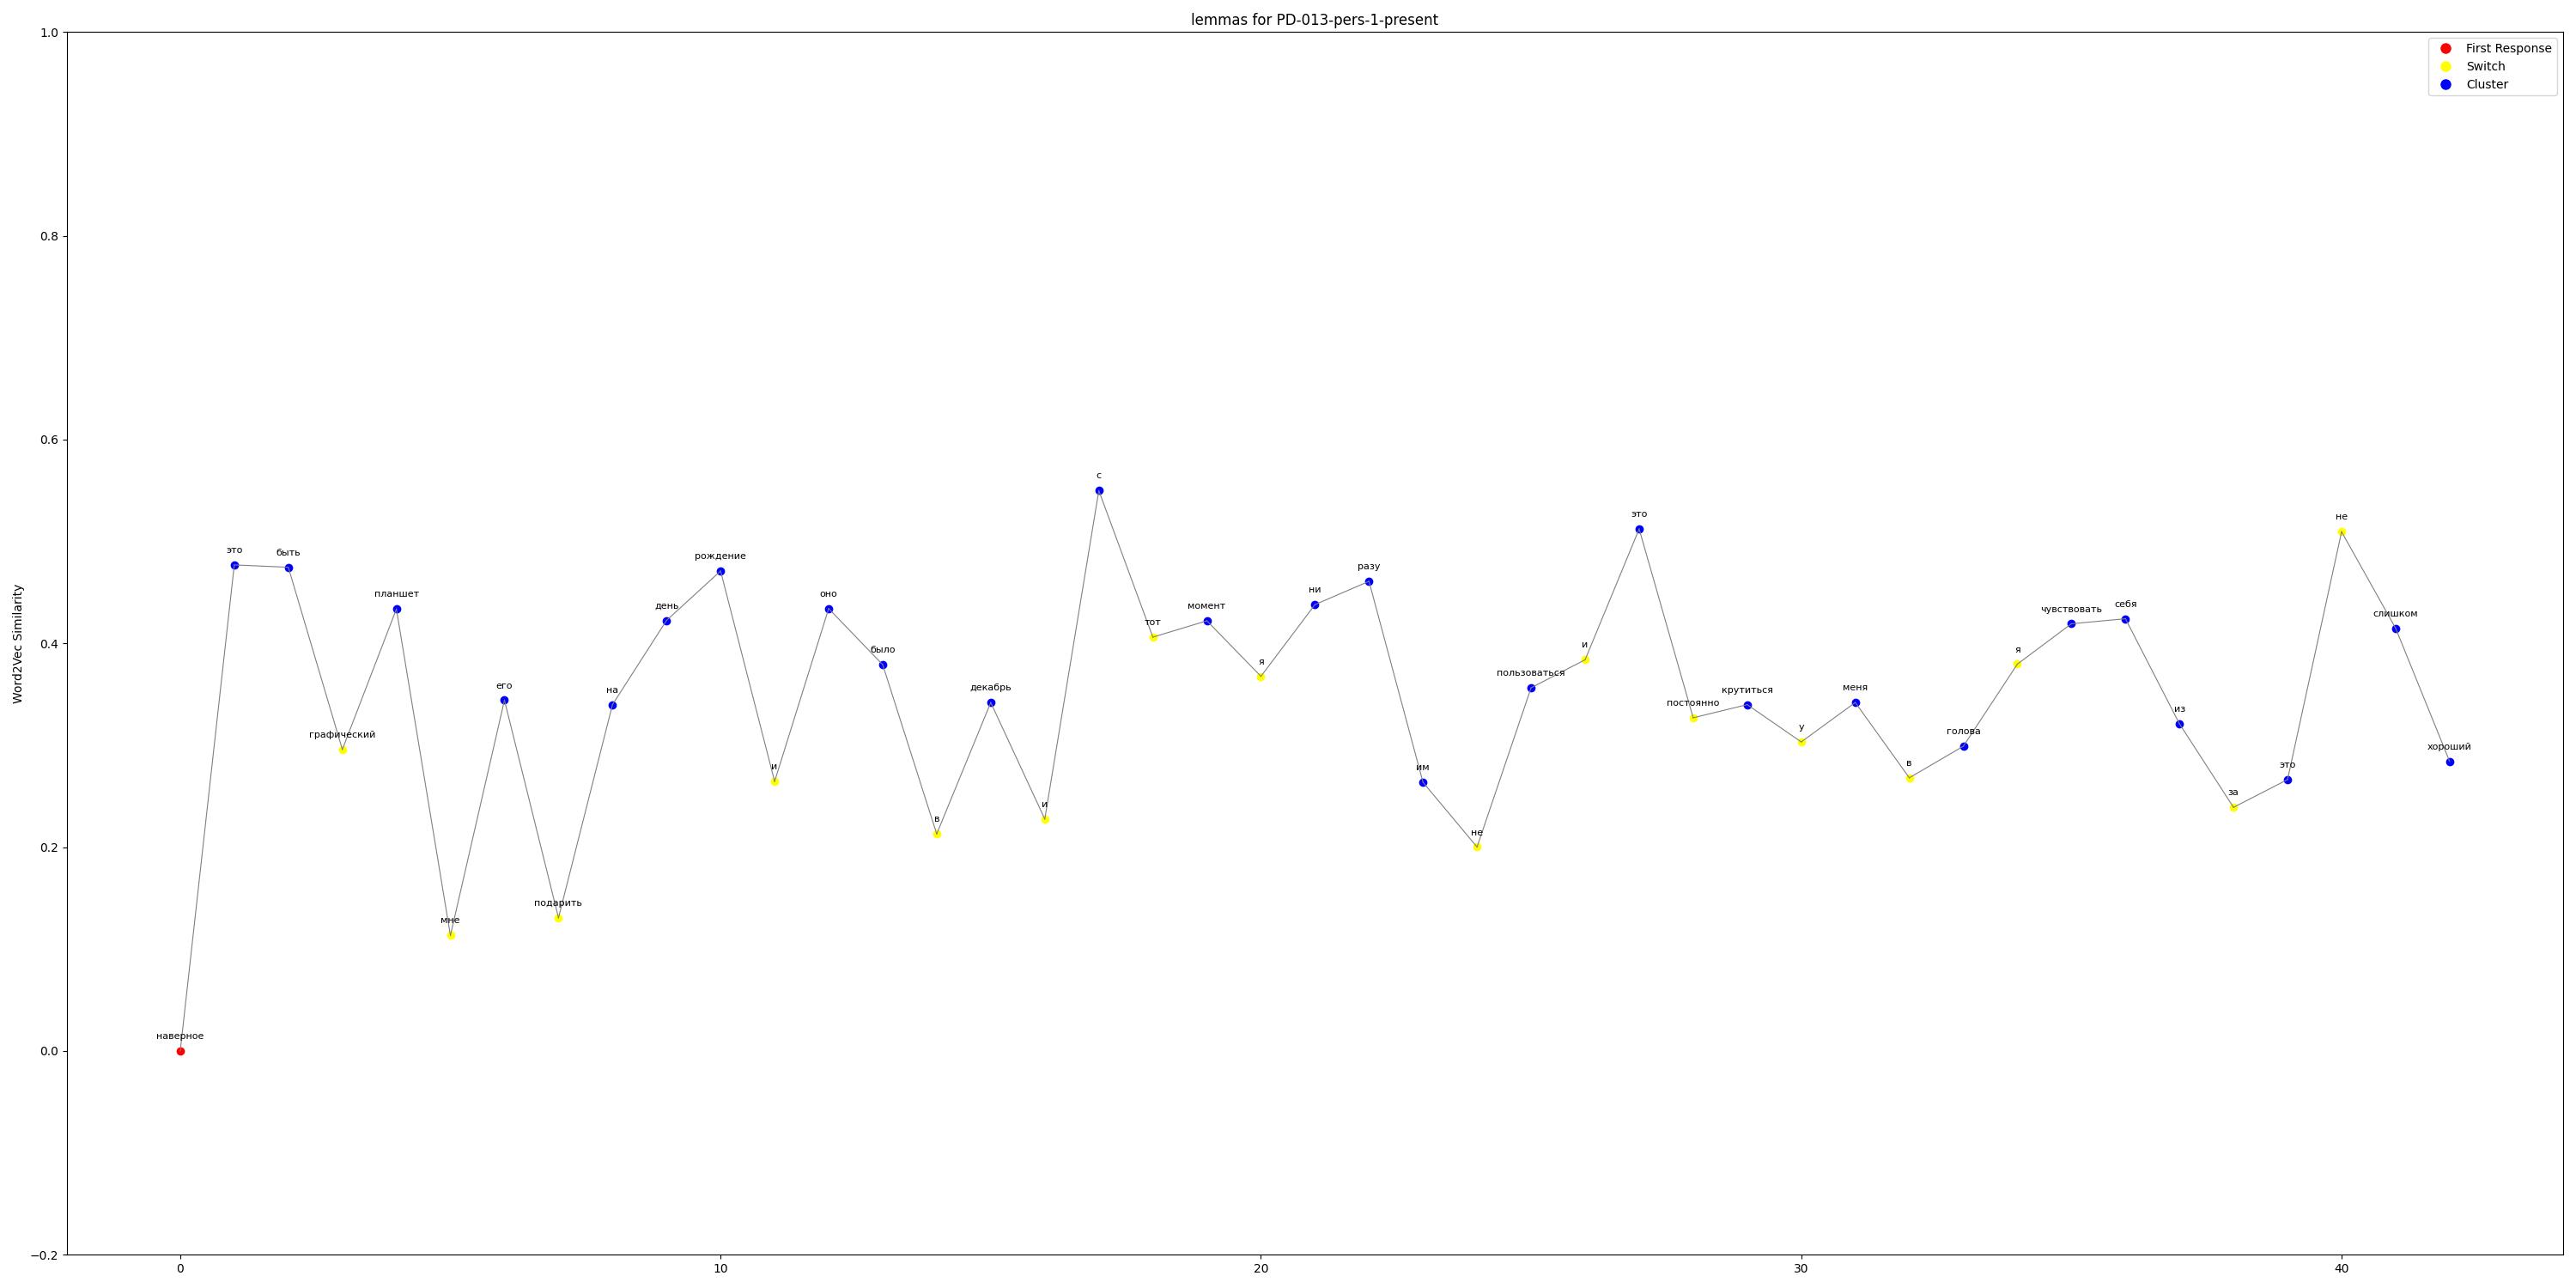 lemmas for PD-013-pers-1-present
First Response
Switch
Cluster
Word2Vec Similarity
1.0
0.8
0.6
0.4
0.2
0.0
−0.2
наверное
это
быть
графический
планшет
мне
его
подарить
на
день
рождение
и
оно
было
в
декабрь
и
с
тот
момент
я
ни
разу
им
не
пользоваться
и
это
постоянно
крутиться
у
меня
в
голова
я
чувствовать
себя
из
за
это
не
слишком
хороший
0 10 20 30 40